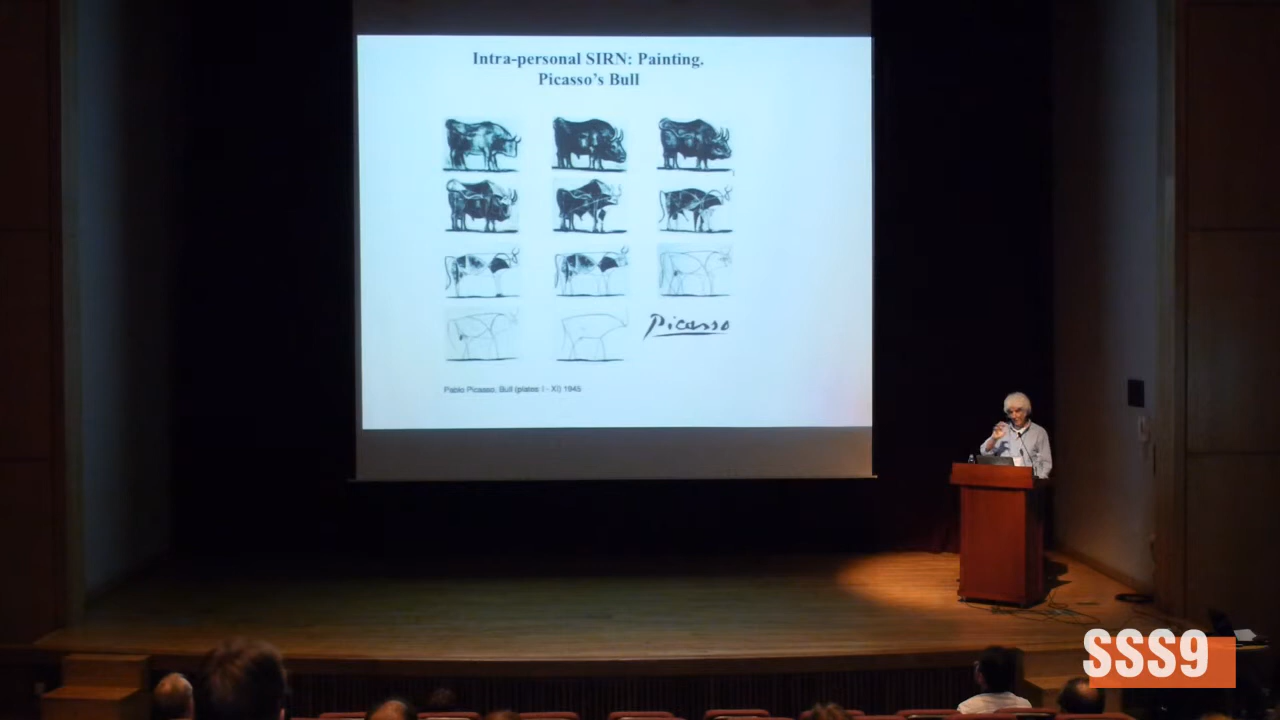 Intra-personal SIRN: Painting.
Picasso's Bull
Picasso
Pablo Picasso, Bull (plates I - XI) 1945
SSS9